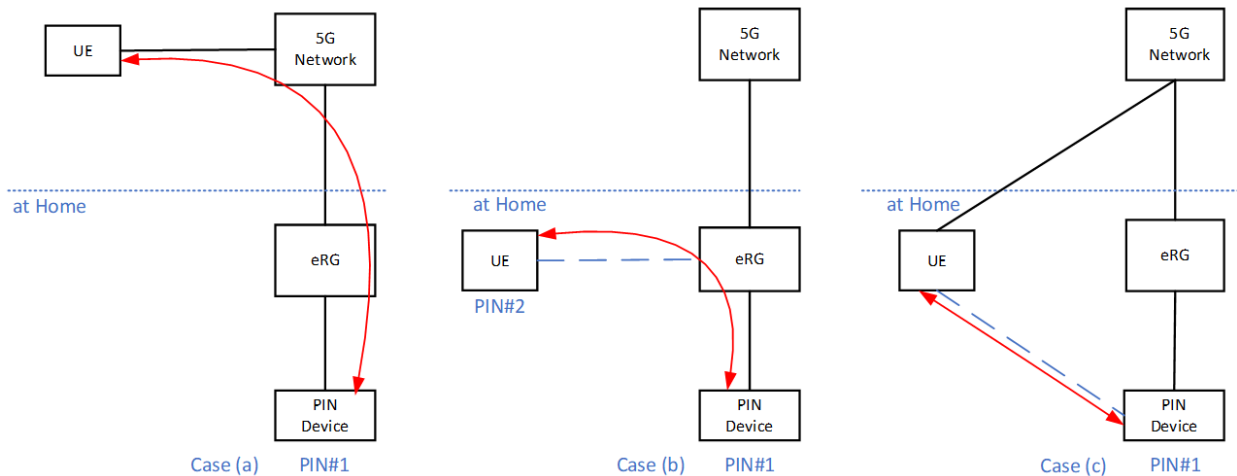 UE
5G
Network
at Home
eRG
PIN
Device
Case (a)
PIN#1
5G
Network
at Home
UE
eRG
PIN#2
PIN
Device
Case (b)
PIN#1
5G
Network
at Home
UE
eRG
PIN
Device
Case (c)
PIN#1